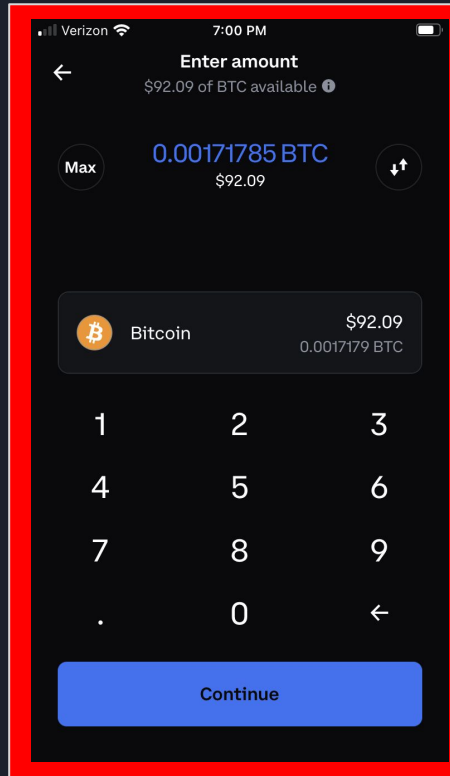 Verizon 7:00 PM
Enter amount
$92.09 of BTC available
Max
0.00171785 BTC
$92.09
Bitcoin
$92.09
0.0017179 BTC
1 2 3
4 5 6
7 8 9
. 0
Continue